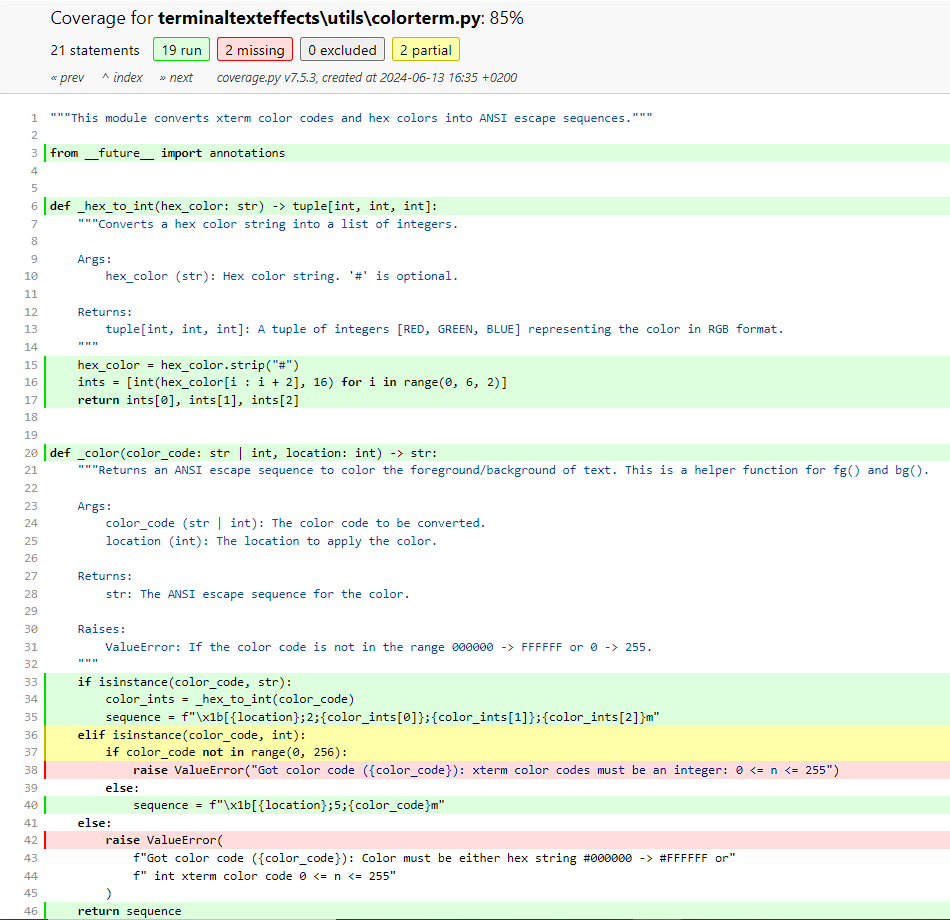 Coverage for terminaltexteffects\utils\colorterm.py: 85%
21 statements 19 run 2 missing 0 excluded 2 partial
« prev ^ index » next coverage.py v7.5.3, created at 2024-06-13 16:35 +0200
1 """This module converts xterm color codes and hex colors into ANSI escape sequences."""
2
3 from __future__ import annotations
4
5
6 def _hex_to_int(hex_color: str) -> tuple[int, int, int]:
7     """Converts a hex color string into a list of integers.
8
9     Args:
10         hex_color (str): Hex color string. '#' is optional.
11
12     Returns:
13         tuple[int, int, int]: A tuple of integers [RED, GREEN, BLUE] representing the color in RGB format.
14     """
15     hex_color = hex_color.strip("#")
16     ints = [int(hex_color[i : i + 2], 16) for i in range(0, 6, 2)]
17     return ints[0], ints[1], ints[2]
18
19
20 def _color(color_code: str | int, location: int) -> str:
21     """Returns an ANSI escape sequence to color the foreground/background of text. This is a helper function for fg() and bg().
22
23     Args:
24         color_code (str | int): The color code to be converted.
25         location (int): The location to apply the color.
26
27     Returns:
28         str: The ANSI escape sequence for the color.
29
30     Raises:
31         ValueError: If the color code is not in the range 000000 -> FFFFFF or 0 -> 255.
32     """
33     if isinstance(color_code, str):
34         color_ints = _hex_to_int(color_code)
35         sequence = f"\x1b[{location};2;{color_ints[0]};{color_ints[1]};{color_ints[2]}m"
36     elif isinstance(color_code, int):
37         if color_code not in range(0, 256):
38             raise ValueError("Got color code ({color_code}): xterm color codes must be an integer: 0 <= n <= 255")
39         else:
40             sequence = f"\x1b[{location};5;{color_code}m"
41     else:
42         raise ValueError(
43             f"Got color code ({color_code}): Color must be either hex string #000000 -> #FFFFFF or"
44             f" int xterm color code 0 <= n <= 255"
45         )
46     return sequence